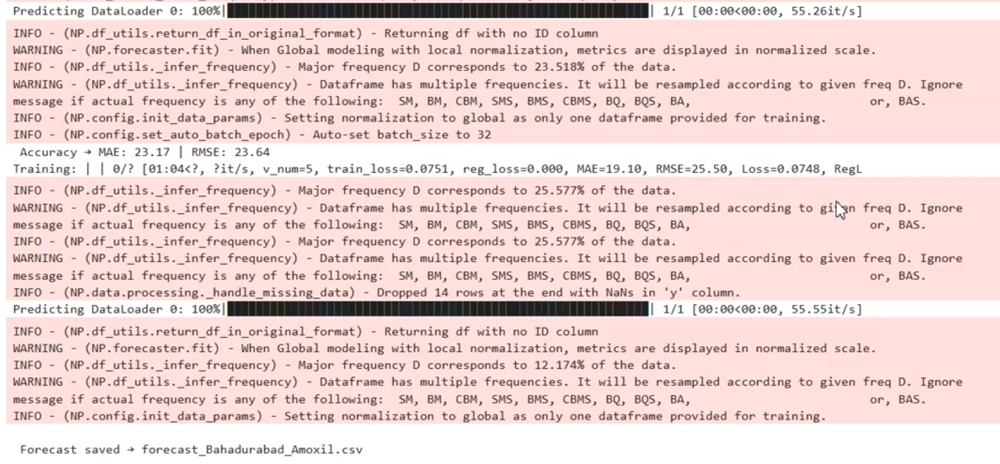 Predicting DataLoader 0: 100%| | 1/1 [00:00<00:00, 55.26it/s]
INFO - (NP.df_utils.return_df_in_original_format) - Returning df with no ID column
WARNING - (NP.forecaster.fit) - When Global modeling with local normalization, metrics are displayed in normalized scale.
INFO - (NP.df_utils._infer_frequency) - Major frequency D corresponds to 23.518% of the data.
WARNING - (NP.df_utils._infer_frequency) - Dataframe has multiple frequencies. It will be resampled according to given freq D. Ignore
message if actual frequency is any of the following:  SM, BM, CBM, SMS, BMS, CBMS, BQ, BQS, BA, or, BAS.
INFO - (NP.config.init_data_params) - Setting normalization to global as only one dataframe provided for training.
INFO - (NP.config.set_auto_batch_epoch) - Auto-set batch_size to 32
Accuracy → MAE: 23.17 | RMSE: 23.64
Training: | | 0/? [01:04<?, ?it/s, v_num=5, train_loss=0.0751, reg_loss=0.000, MAE=19.10, RMSE=25.50, Loss=0.0748, RegL
INFO - (NP.df_utils._infer_frequency) - Major frequency D corresponds to 25.577% of the data.
WARNING - (NP.df_utils._infer_frequency) - Dataframe has multiple frequencies. It will be resampled according to given freq D. Ignore
message if actual frequency is any of the following:  SM, BM, CBM, SMS, BMS, CBMS, BQ, BQS, BA, or, BAS.
INFO - (NP.df_utils._infer_frequency) - Major frequency D corresponds to 25.577% of the data.
WARNING - (NP.df_utils._infer_frequency) - Dataframe has multiple frequencies. It will be resampled according to given freq D. Ignore
message if actual frequency is any of the following:  SM, BM, CBM, SMS, BMS, CBMS, BQ, BQS, BA, or, BAS.
INFO - (NP.data.processing._handle_missing_data) - Dropped 14 rows at the end with NaNs in 'y' column.
Predicting DataLoader 0: 100%| | 1/1 [00:00<00:00, 55.55it/s]
INFO - (NP.df_utils.return_df_in_original_format) - Returning df with no ID column
WARNING - (NP.forecaster.fit) - When Global modeling with local normalization, metrics are displayed in normalized scale.
INFO - (NP.df_utils._infer_frequency) - Major frequency D corresponds to 12.174% of the data.
WARNING - (NP.df_utils._infer_frequency) - Dataframe has multiple frequencies. It will be resampled according to given freq D. Ignore
message if actual frequency is any of the following:  SM, BM, CBM, SMS, BMS, CBMS, BQ, BQS, BA, or, BAS.
INFO - (NP.config.init_data_params) - Setting normalization to global as only one dataframe provided for training.
Forecast saved → forecast_Bahadurabad_Amoxil.csv